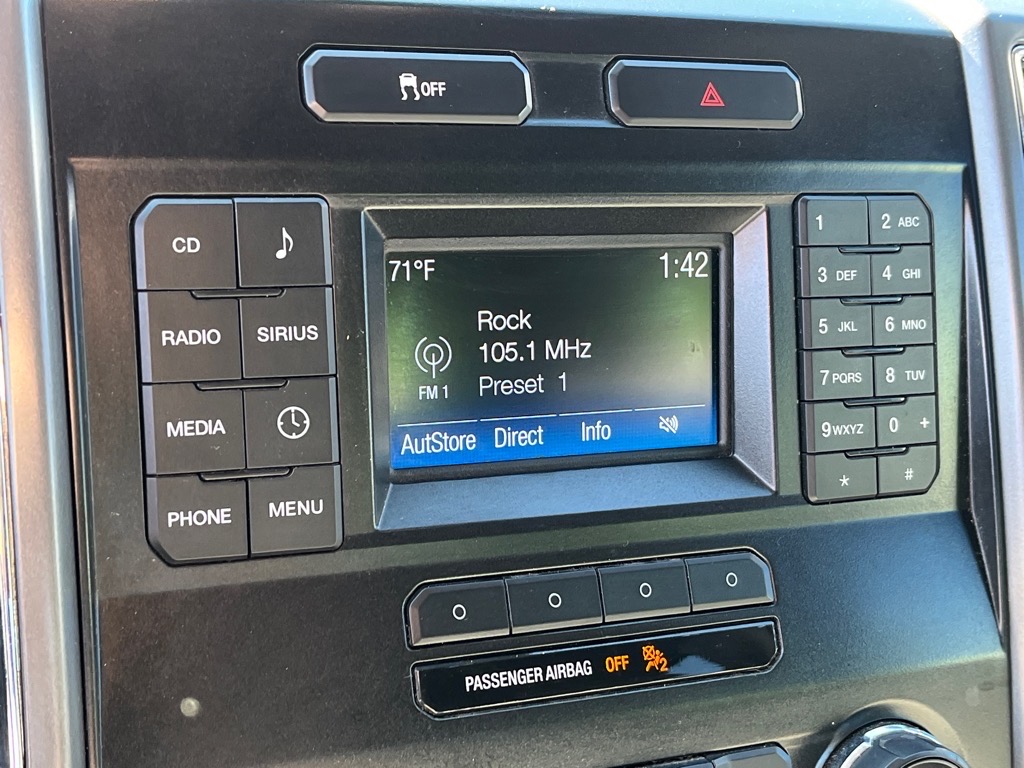 OFF
CD
RADIO SIRIUS
MEDIA
PHONE MENU
71°F 1:42
Rock
105.1 MHz
FM 1 Preset 1
AutStore Direct Info
1 2 ABC
3 DEF 4 GHI
5 JKL 6 MNO
7 PQRS 8 TUV
9 WXYZ 0 +
* #
PASSENGER AIRBAG OFF 2